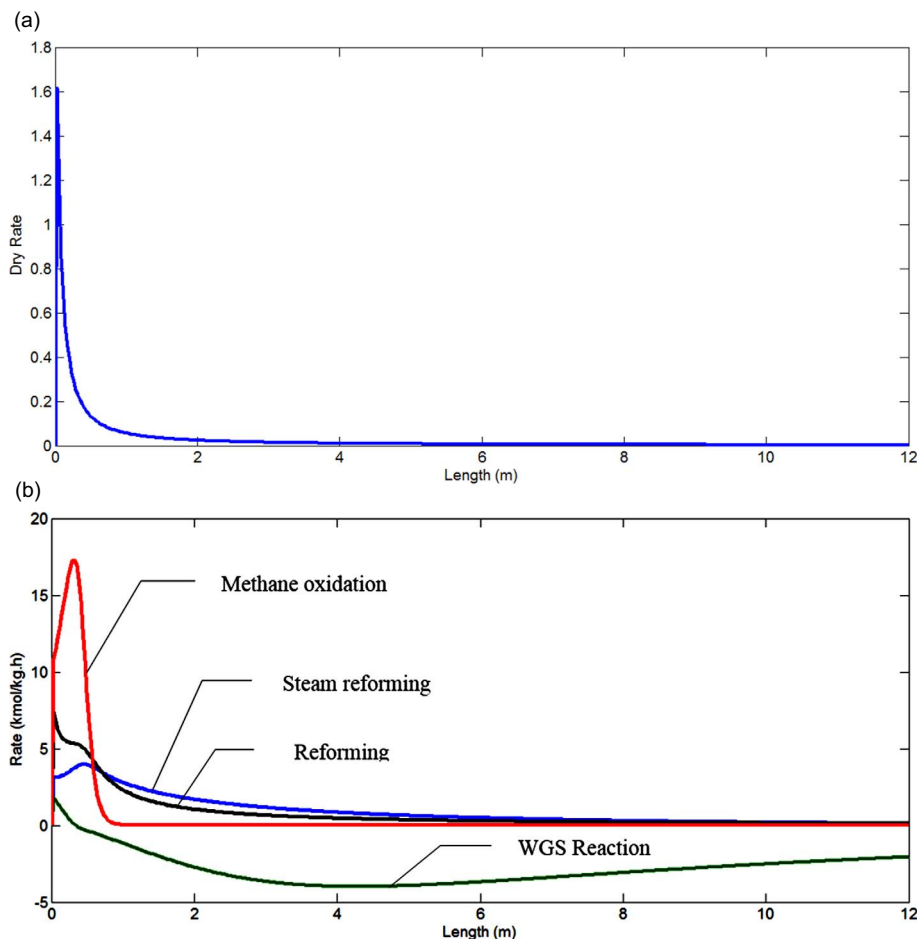 (a)
1.8
1.6
1.4
1.2
1
0.8
0.6
0.4
0.2
0
Dry Rate
0 2 4 6 8 10 12
Length (m)
(b)
20
15
10
5
0
-5
Rate (kmol/kg.h)
Methane oxidation
Steam reforming
Reforming
WGS Reaction
0 2 4 6 8 10 12
Length (m)